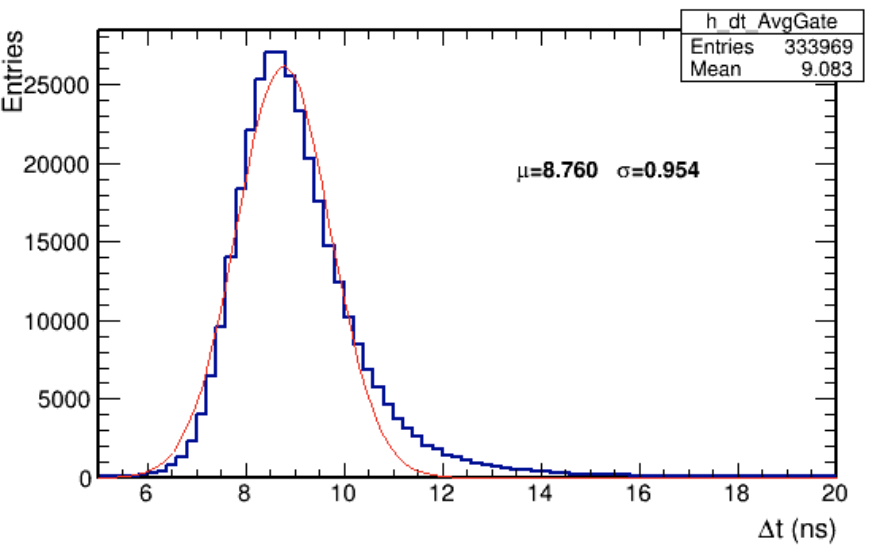 h_dt_AvgGate
Entries 333969
Mean 9.083
Entries
25000
20000
15000
10000
5000
0
μ=8.760 σ=0.954
6 8 10 12 14 16 18 20
Δt (ns)